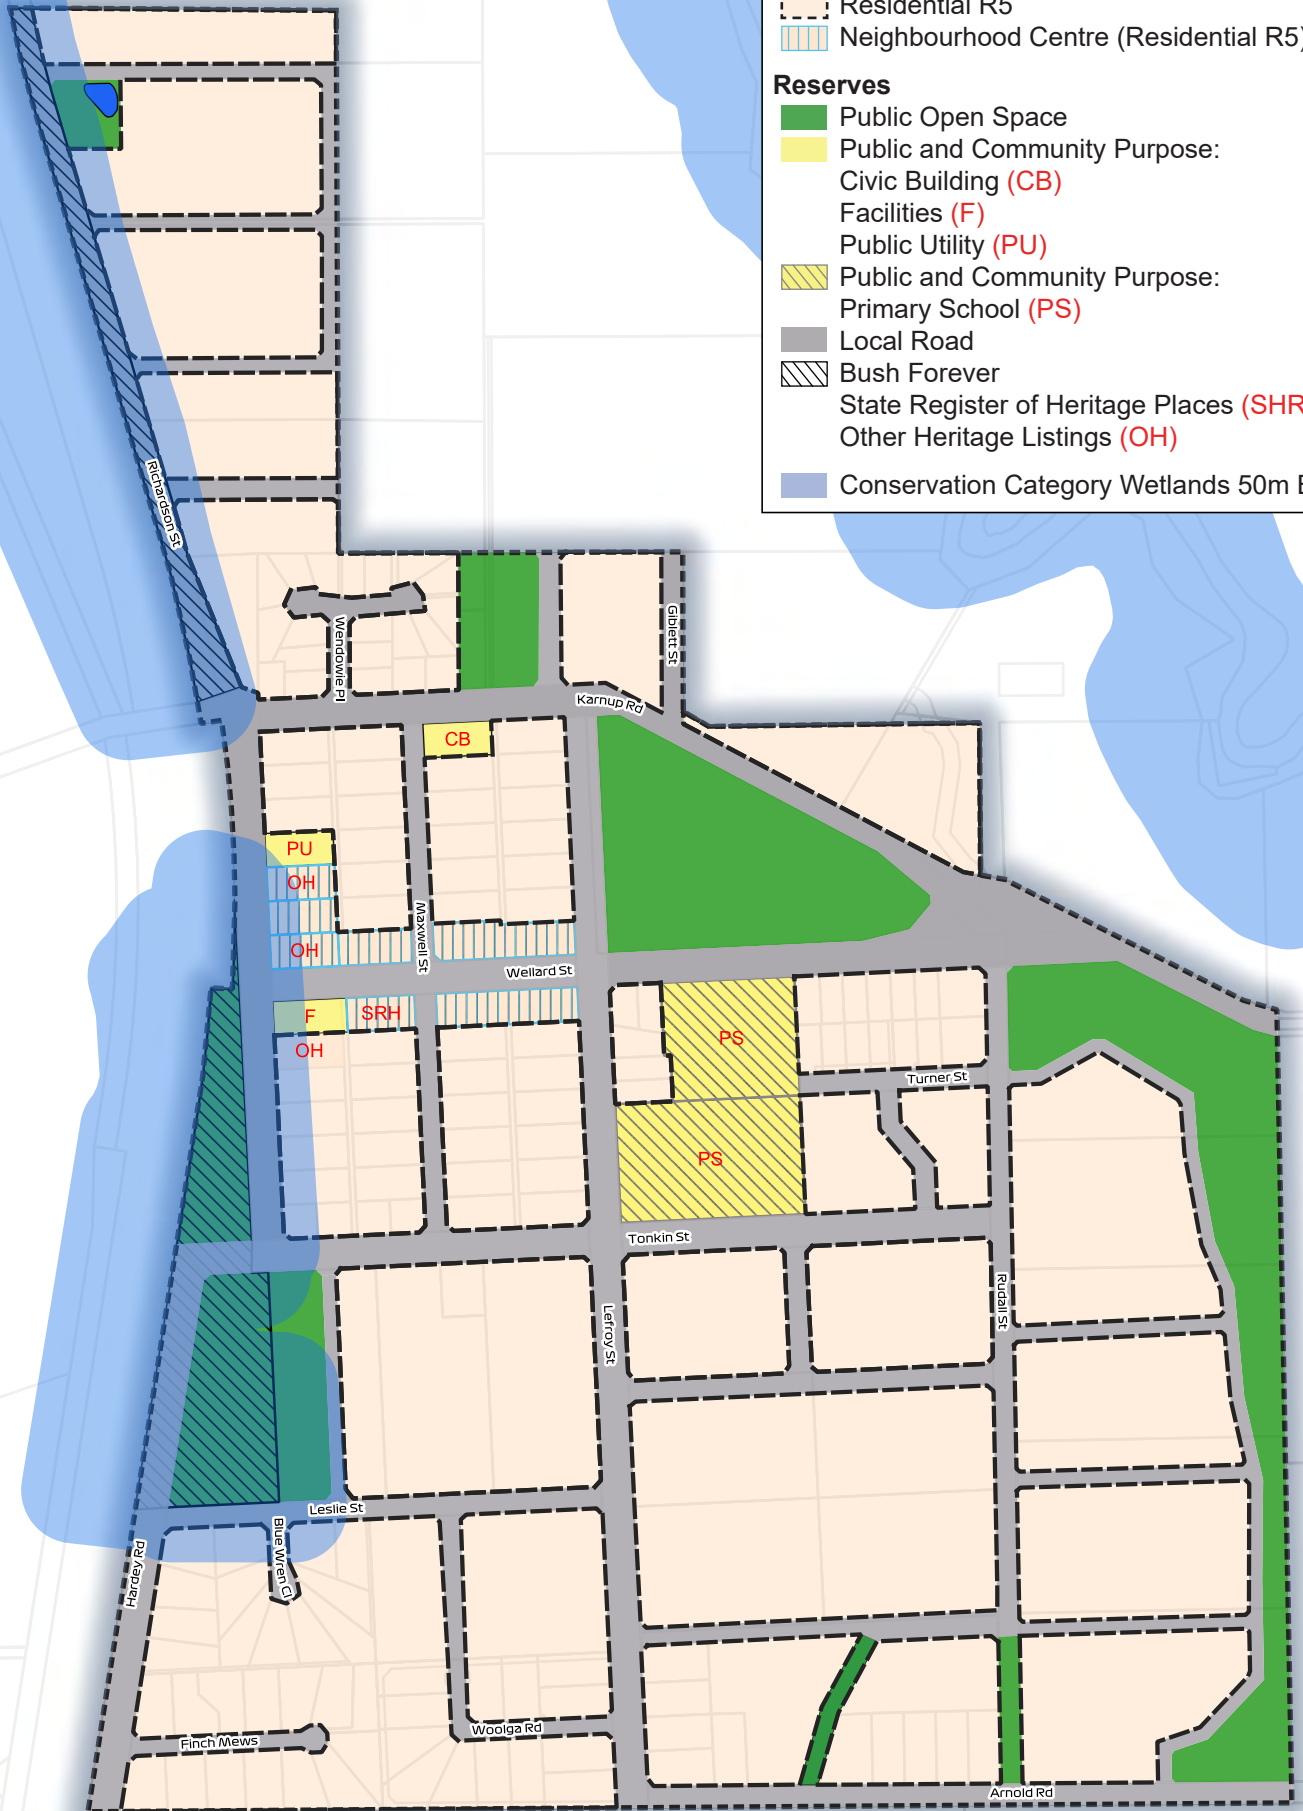 Residential R5
Neighbourhood Centre (Residential R5)
Reserves
Public Open Space
Public and Community Purpose:
Civic Building (CB)
Facilities (F)
Public Utility (PU)
Public and Community Purpose:
Primary School (PS)
Local Road
Bush Forever
State Register of Heritage Places (SHR
Other Heritage Listings (OH)
Conservation Category Wetlands 50m
Richardson St
Wendowie Pl
Giblett St
Karnup Rd
CB
PU
OH
Maxwell St
OH
Wellard St
F
SRH
OH
PS
Turner St
PS
Tonkin St
Lefroy St
Rudall St
Leslie St
Blue Wren Cl
Hardey Rd
Woolga Rd
Finch Mews
Arnold Rd